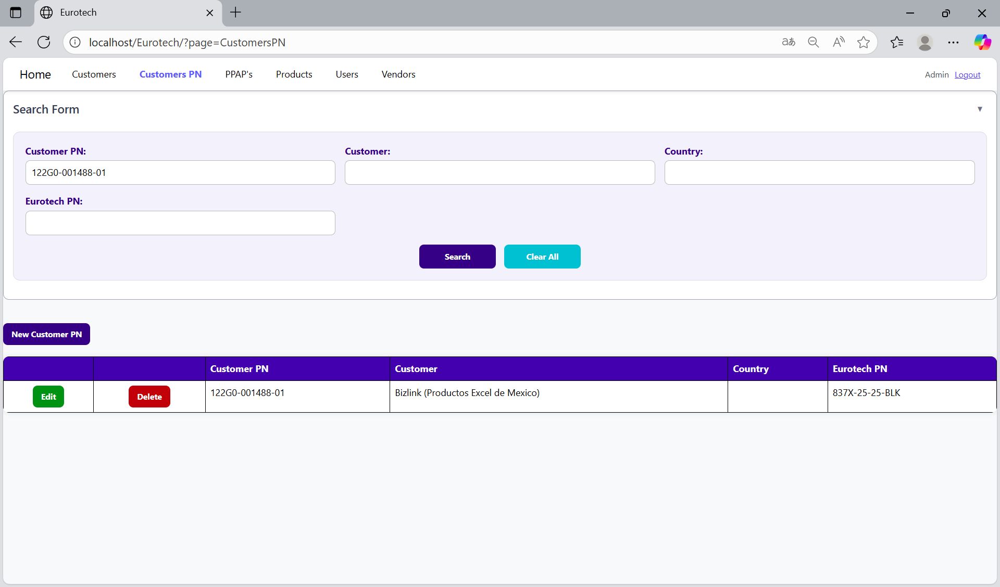 Eurotech
localhost/Eurotech/?page=CustomersPN
aあ
Home Customers Customers PN PPAP's Products Users Vendors Admin Logout
Search Form
Customer PN: Customer: Country:
122G0-001488-01
Eurotech PN:
Search Clear All
New Customer PN
Customer PN Customer Country Eurotech PN
Edit Delete 122G0-001488-01 Bizlink (Productos Excel de Mexico) 837X-25-25-BLK